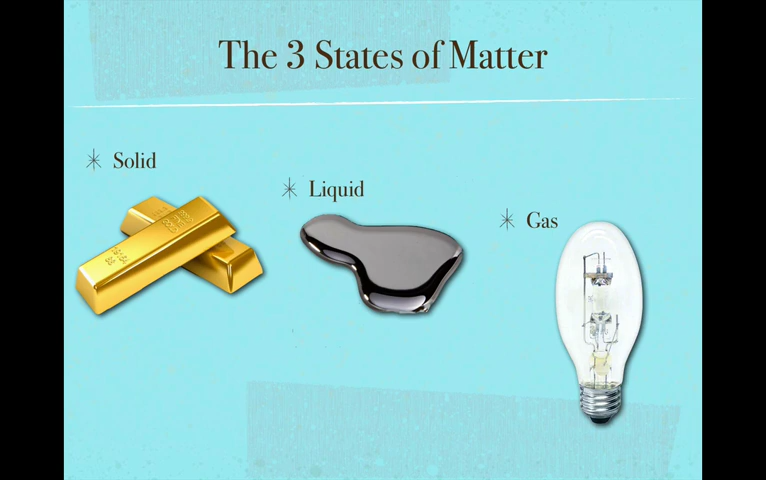 The 3 States of Matter
Solid
Liquid
Gas